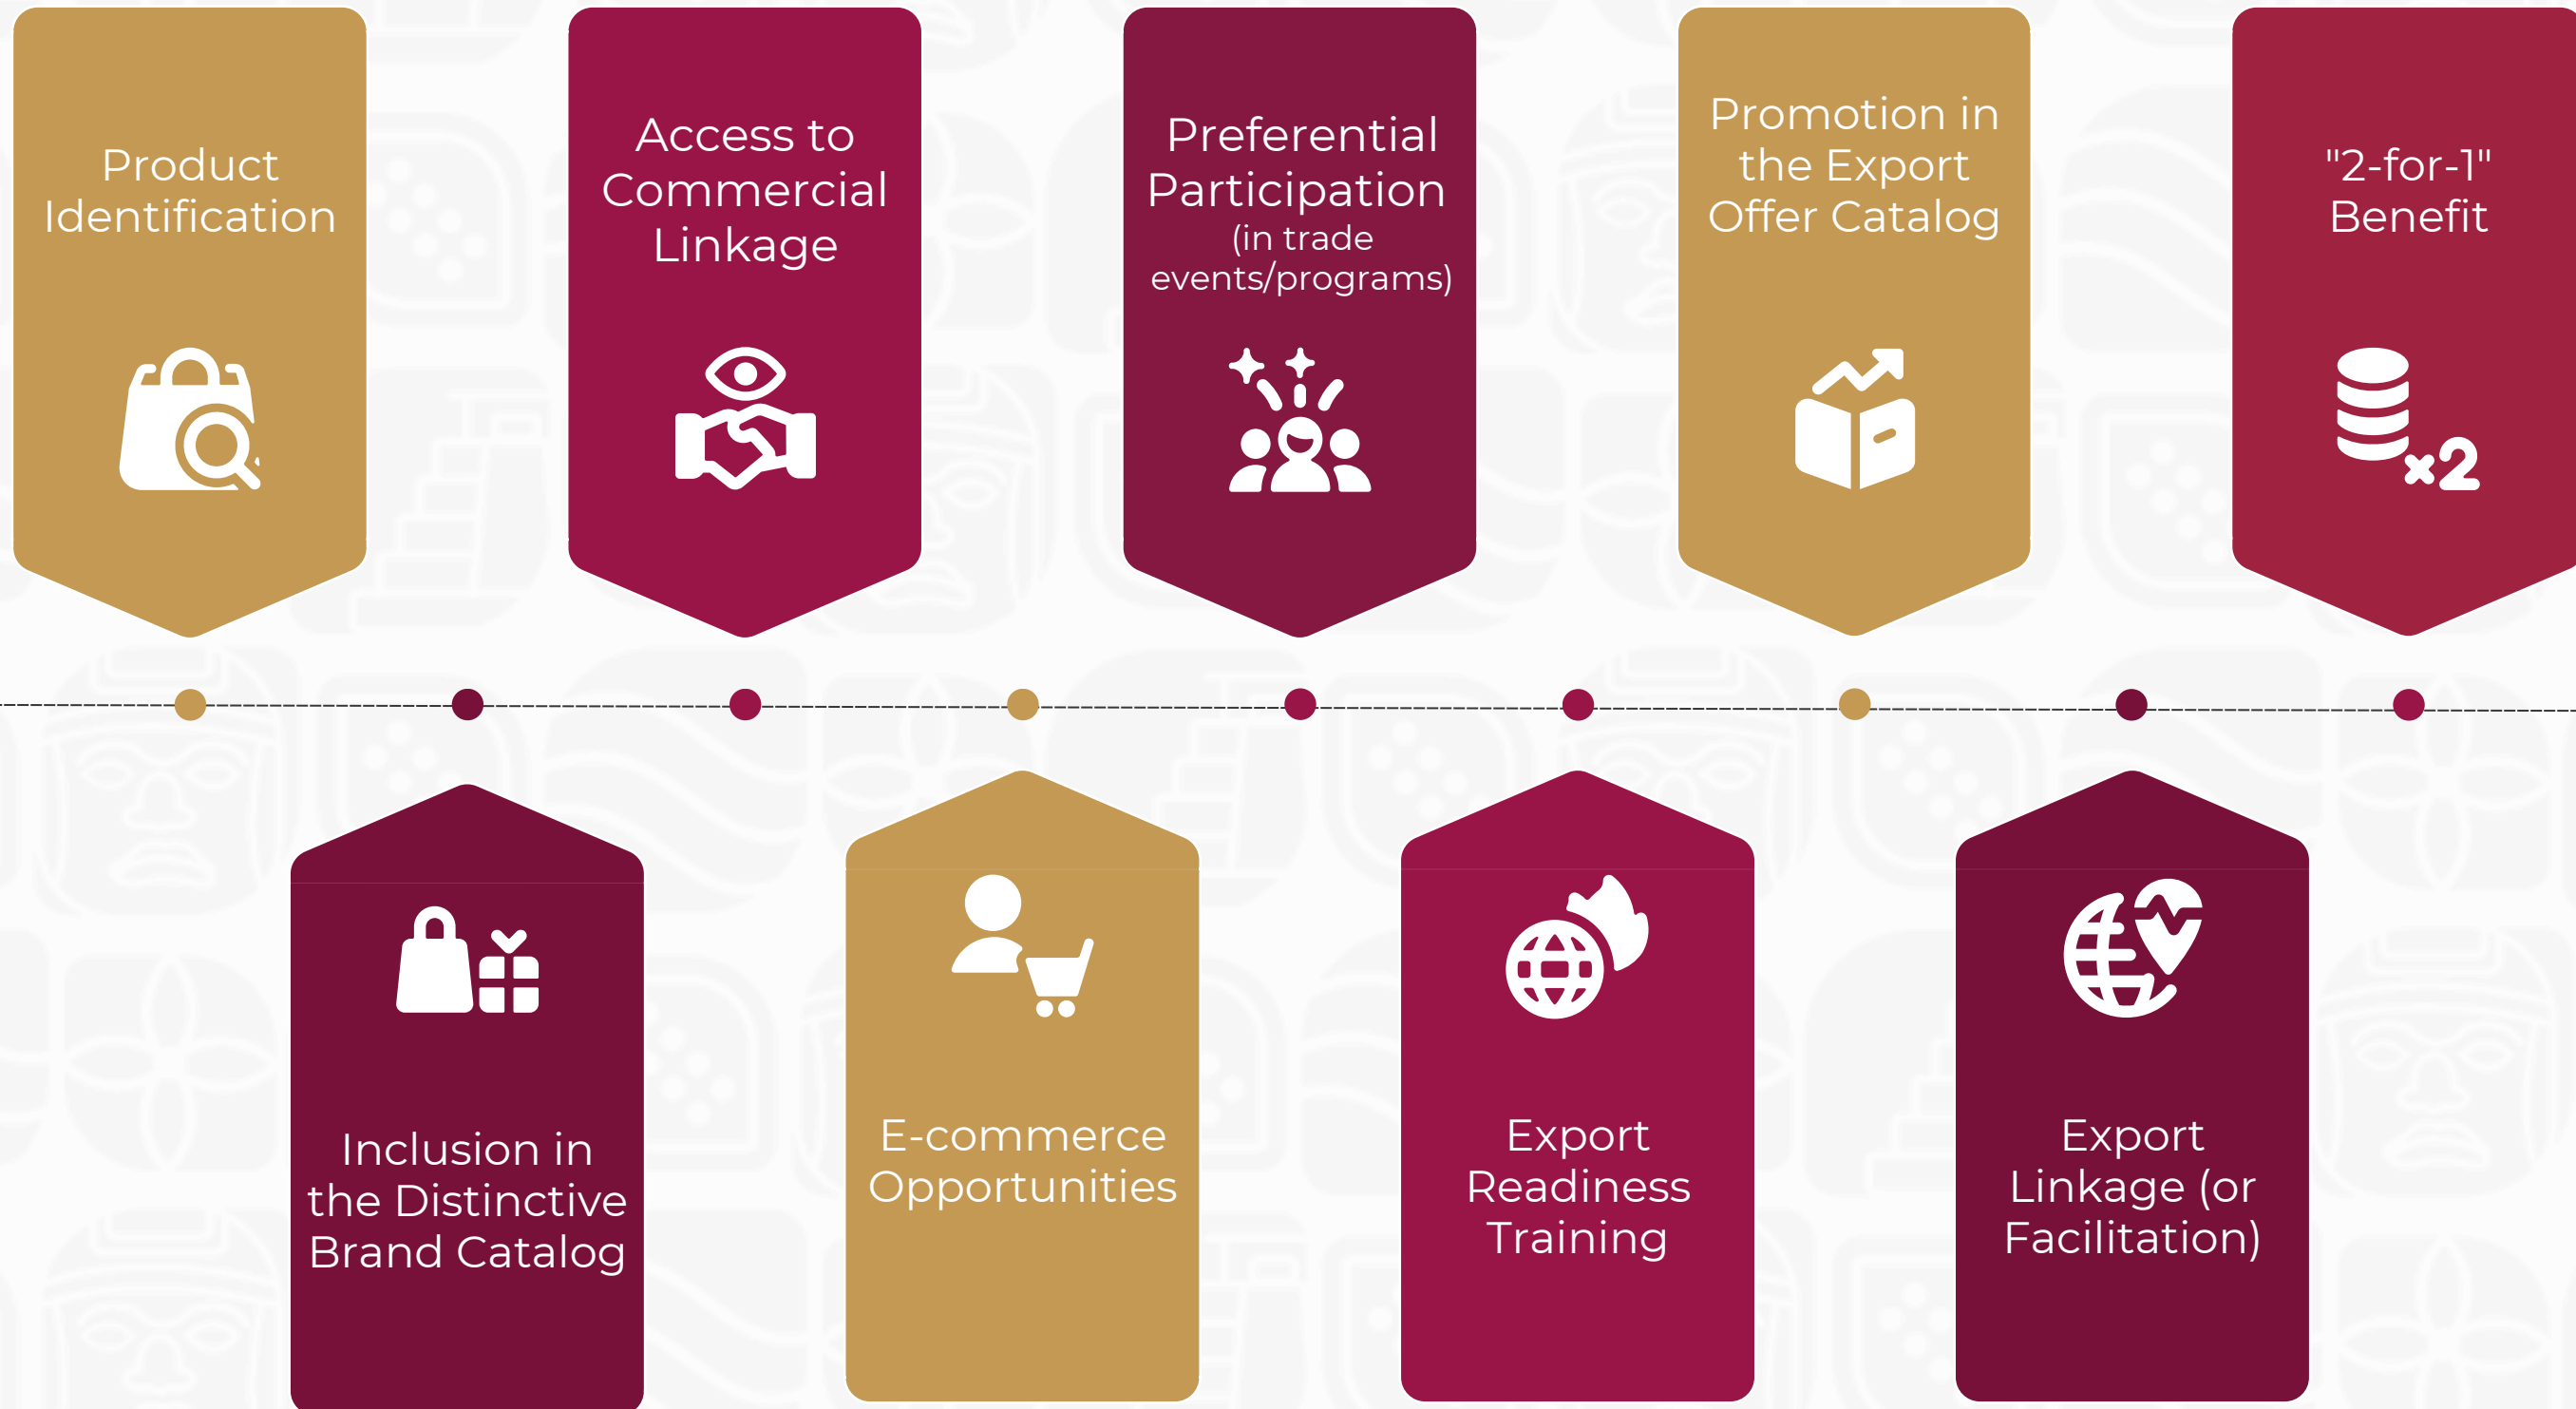 Product
Identification
Access to
Commercial
Linkage
Preferential
Participation
(in trade
events/programs)
Promotion in
the Export
Offer Catalog
"2-for-1"
Benefit
×2
Inclusion in
the Distinctive
Brand Catalog
E-commerce
Opportunities
Export
Readiness
Training
Export
Linkage (or
Facilitation)